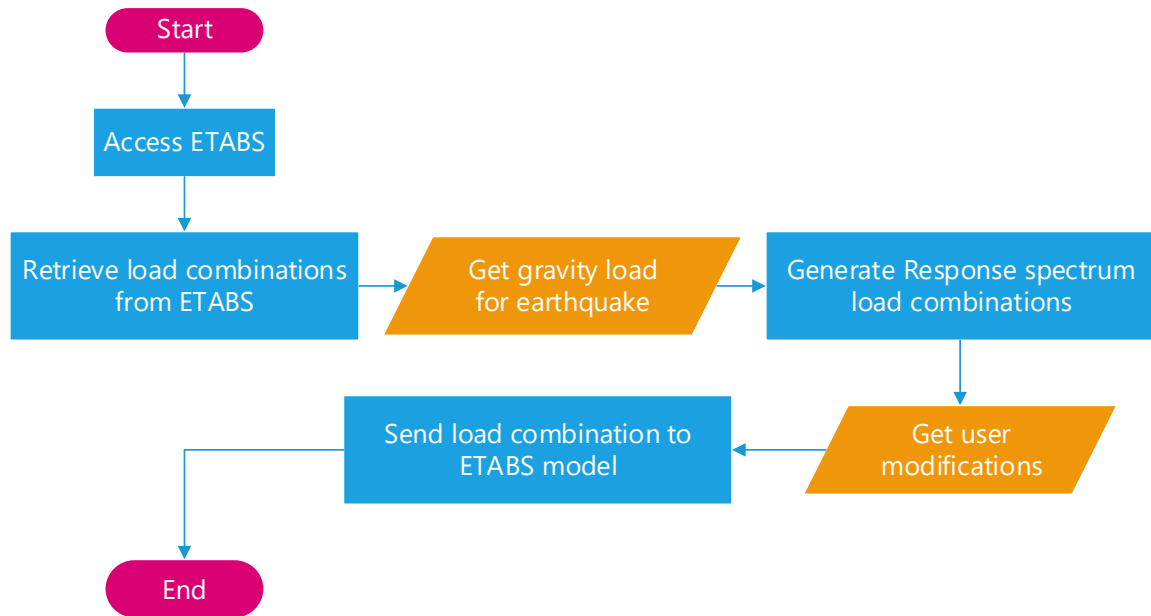 Start
Access ETABS
Retrieve load combinations
from ETABS
Get gravity load
for earthquake
Generate Response spectrum
load combinations
Get user
modifications
Send load combination to
ETABS model
End